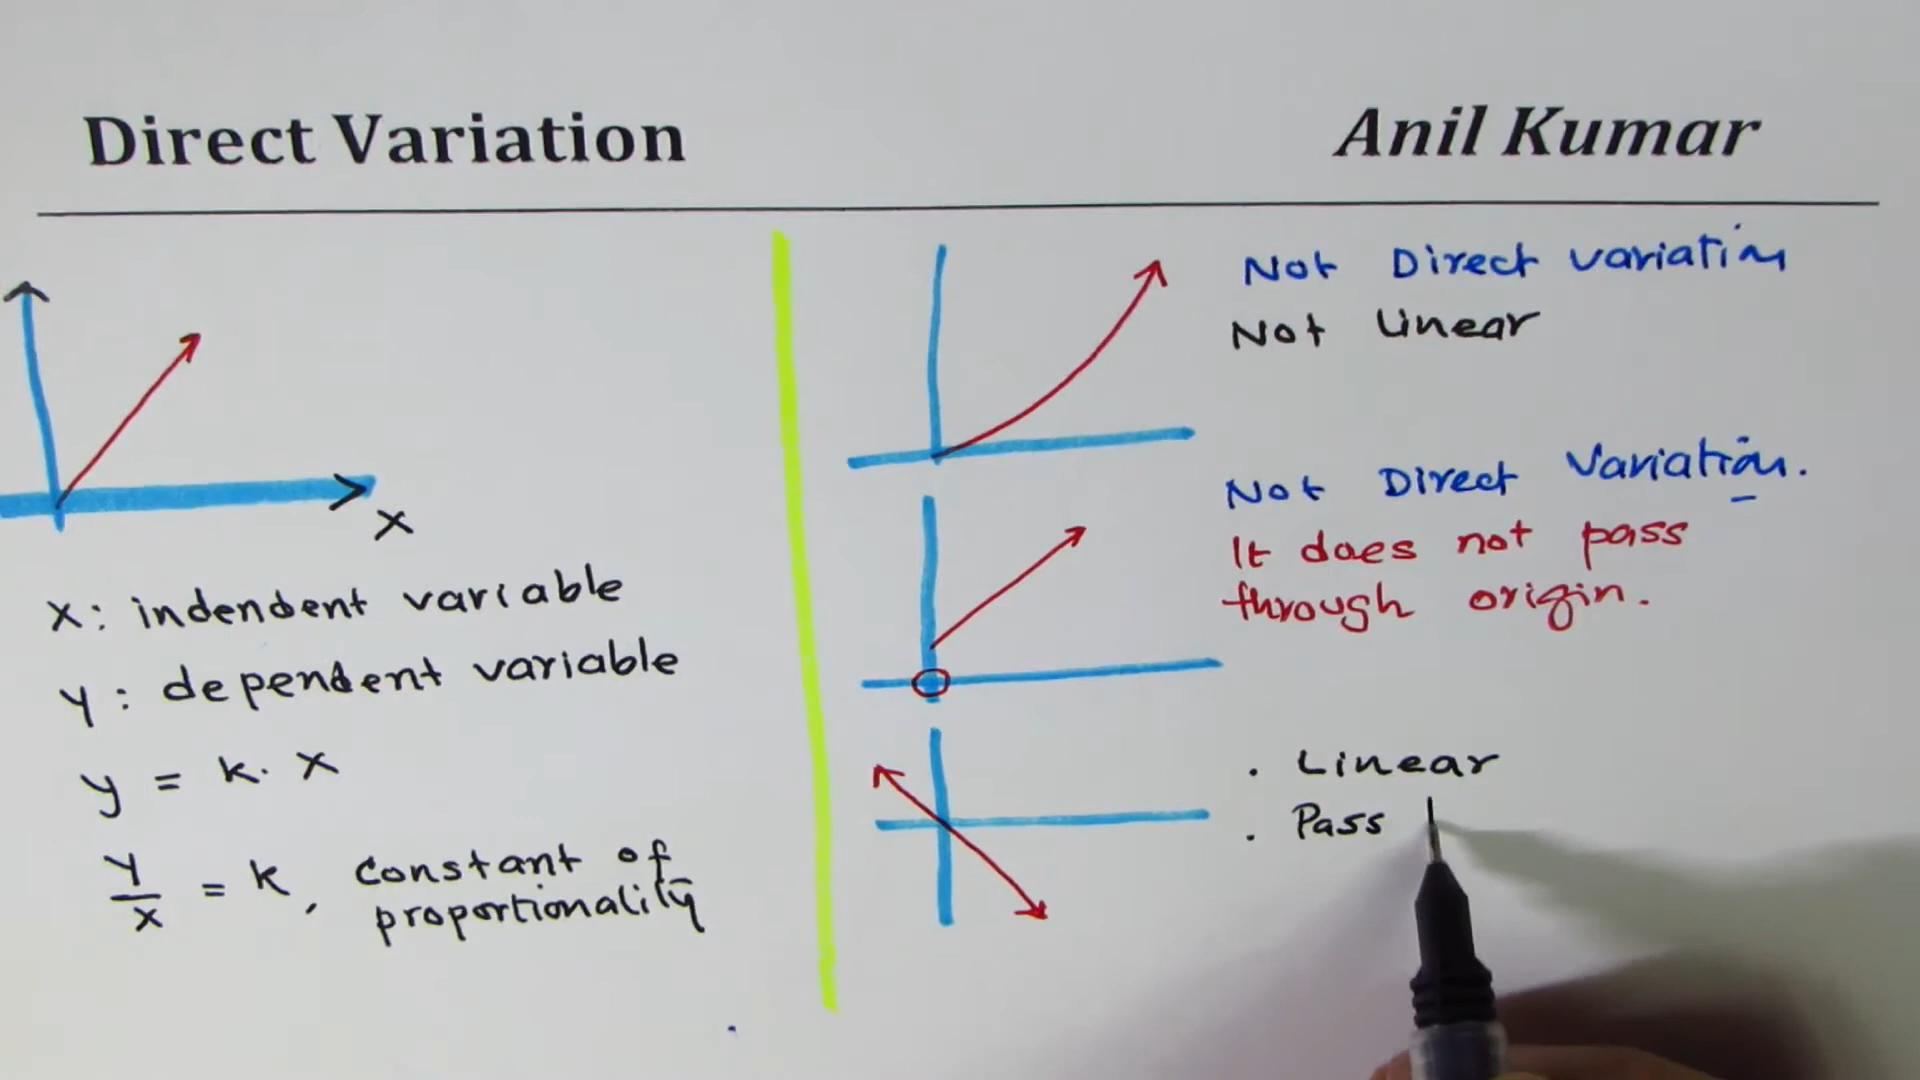 Direct Variation
Anil Kumar
x
x: indendent variable
y: dependent variable
y = k. x
y/x = k, constant of
proportionality
Not Direct variation
Not Linear
Not Direct Variation.
It does not pass
through origin.
. Linear
. Pass